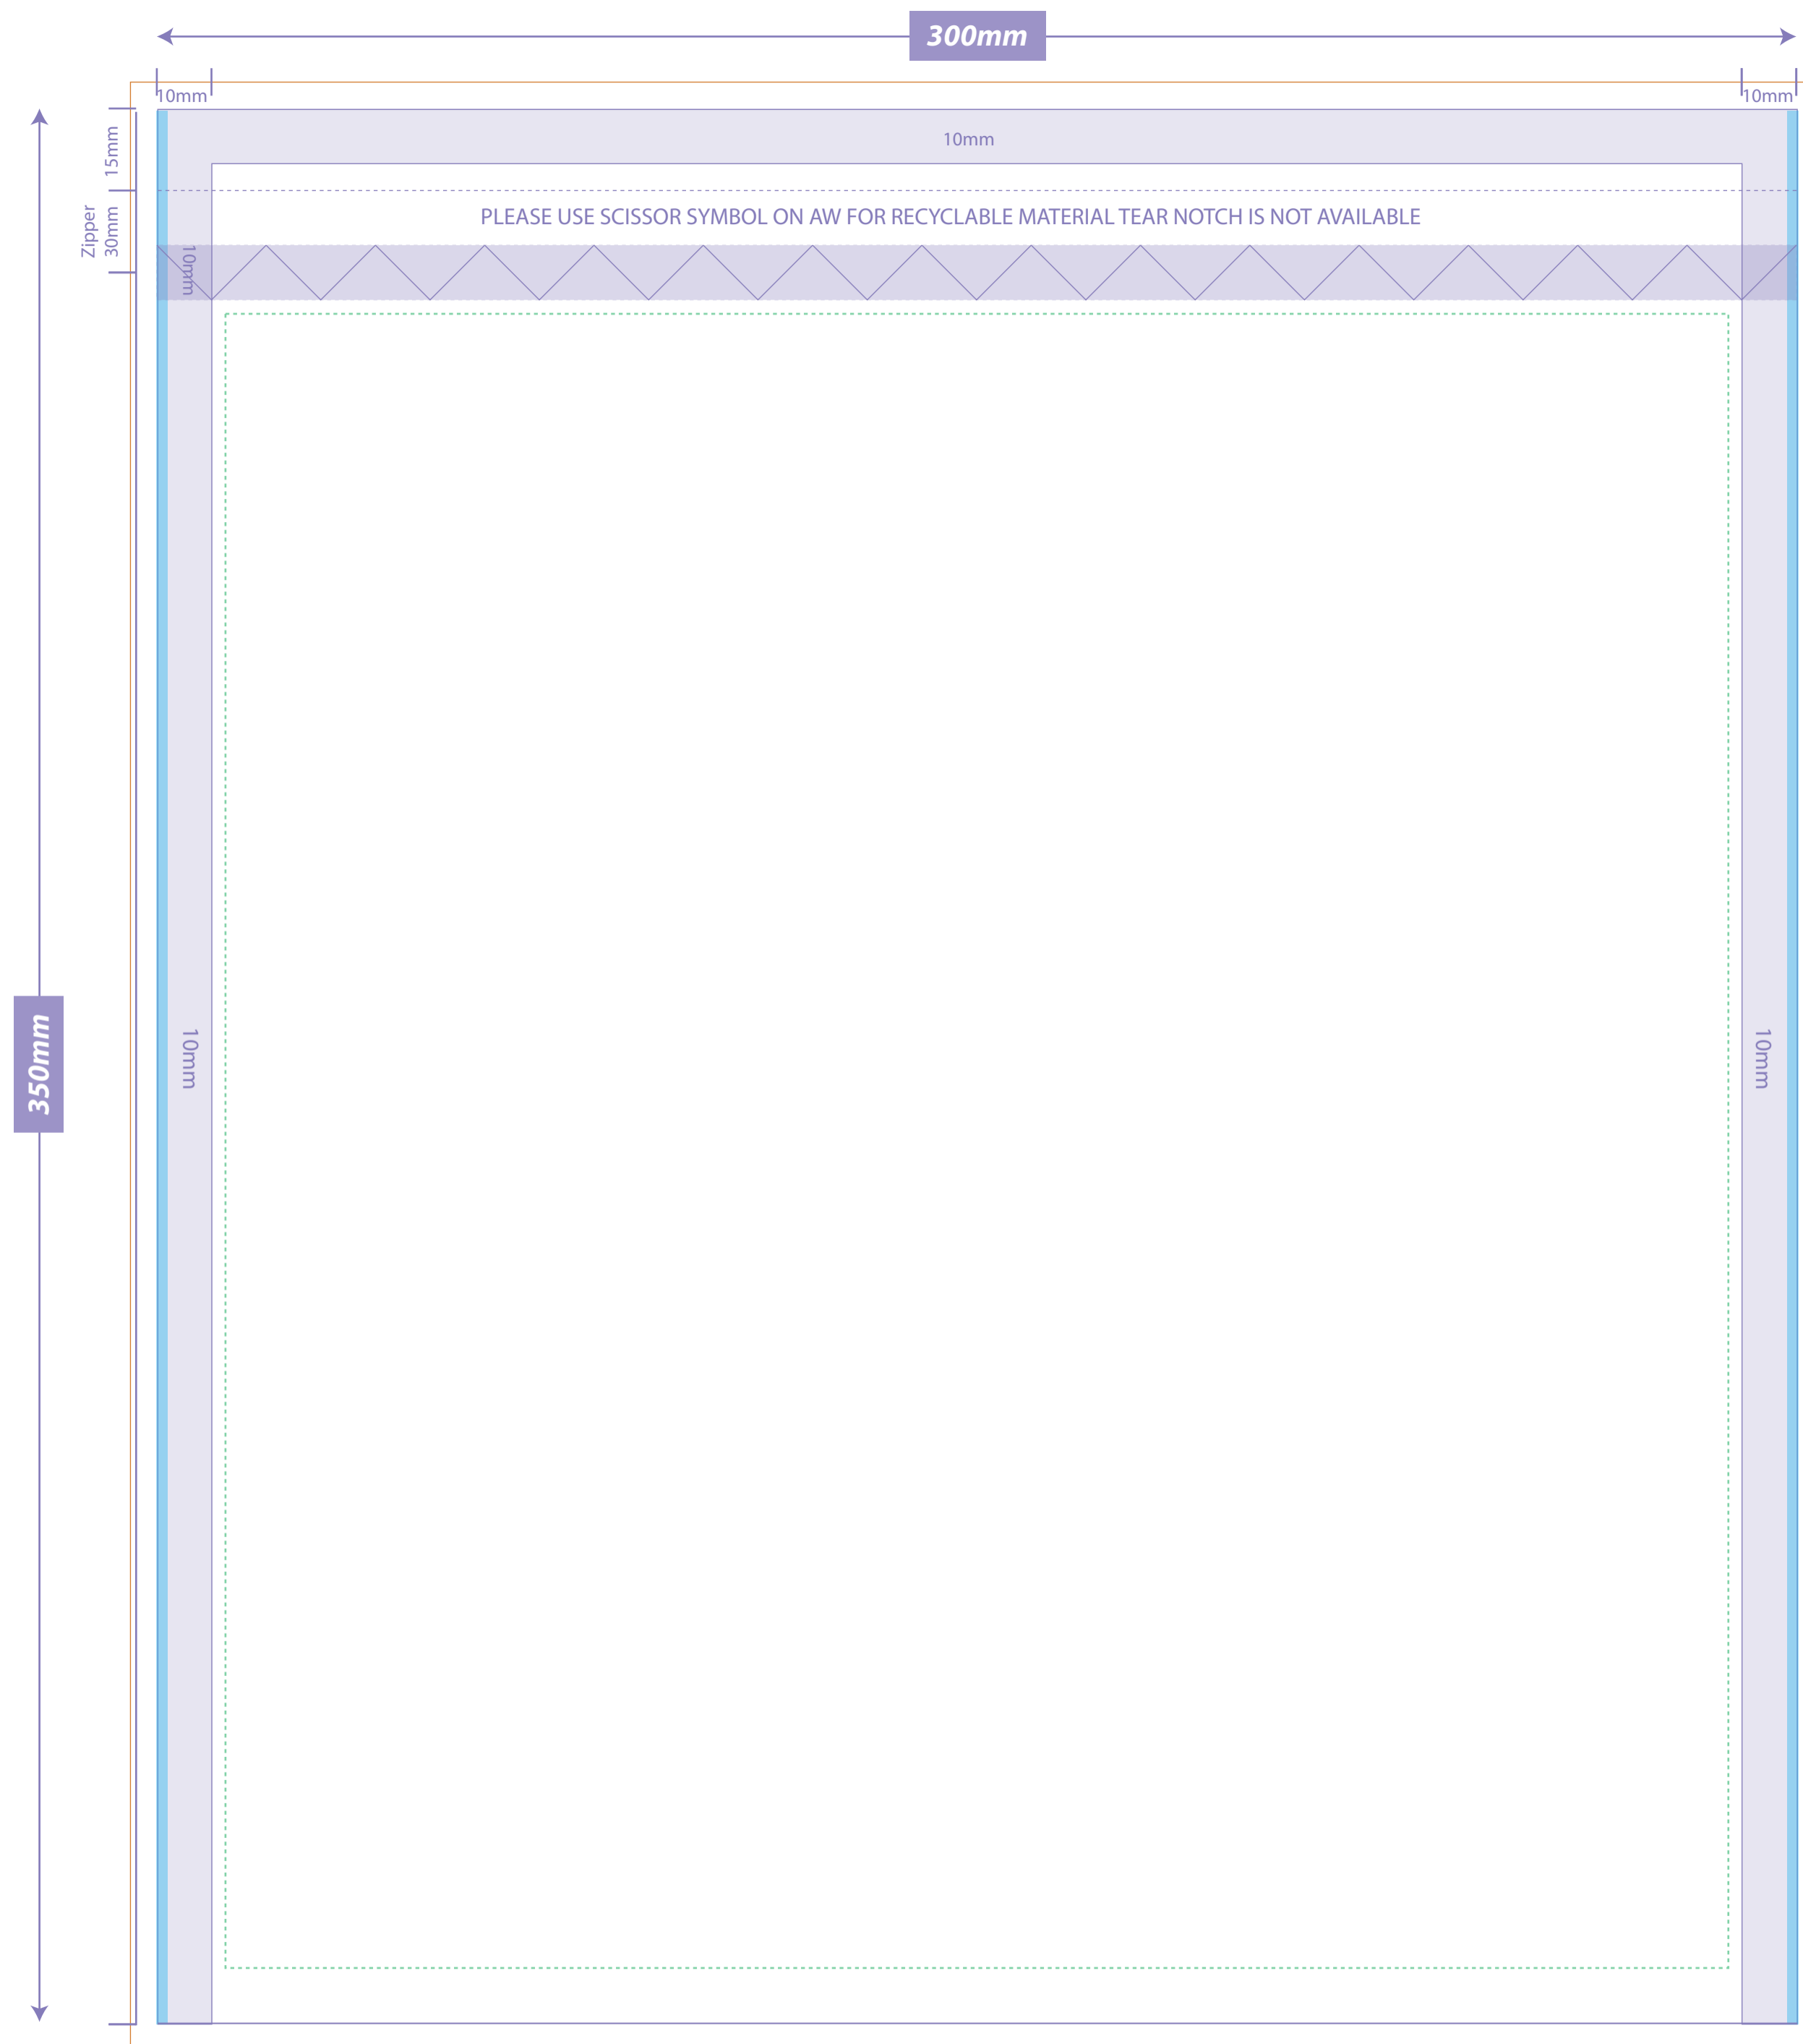 300mm
10mm
10mm
10mm
15mm
Zipper
30mm
PLEASE USE SCISSOR SYMBOL ON AW FOR RECYCLABLE MATERIAL TEAR NOTCH IS NOT AVAILABLE
10mm
350mm
10mm
10mm